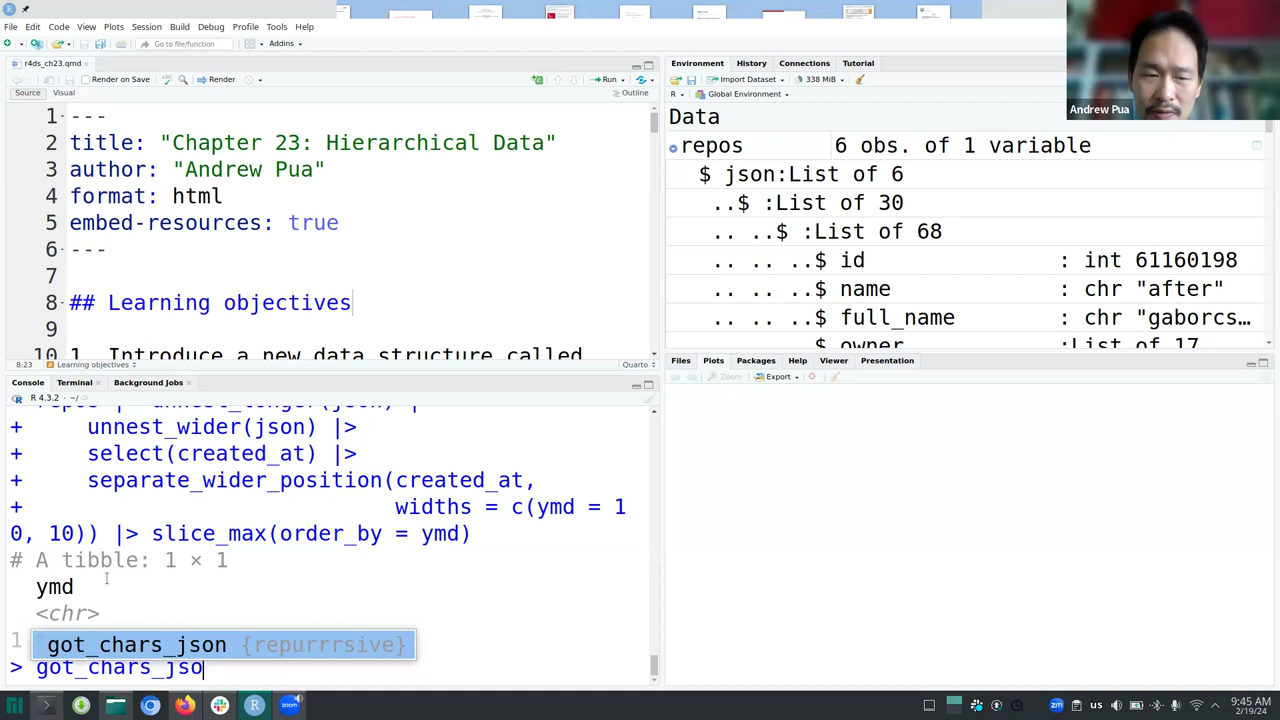 File Edit Code View Plots Session Build Debug Profile Tools Help
Go to file/function Addins
r4ds_ch23.qmd
Render on Save Render Run
Source Visual Outline
1 ---
2 title: "Chapter 23: Hierarchical Data"
3 author: "Andrew Pua"
4 format: html
5 embed-resources: true
6 ---
7
8 ## Learning objectives
9
10 1. Introduce a new data structure called
8:23 Learning objectives Quarto
Console Terminal Background Jobs
R R 4.3.2 · ~/
+ unnest_wider(json) |>
+ select(created_at) |>
+ separate_wider_position(created_at,
+ widths = c(ymd = 1
0, 10)) |> slice_max(order_by = ymd)
# A tibble: 1 × 1
ymd
<chr>
1
got_chars_json {repurrrsive}
> got_chars_jso
Environment History Connections Tutorial
Import Dataset 338 MiB
R Global Environment
Data
repos 6 obs. of 1 variable
$ json:List of 6
..$ :List of 30
.. ..$ :List of 68
.. .. ..$ id : int 61160198
.. .. ..$ name : chr "after"
.. .. ..$ full_name : chr "gaborcs…
.. .. ..$ owner :List of 17
Files Plots Packages Help Viewer Presentation
Zoom Export
Andrew Pua
zoom zm us
9:45 AM
2/19/24